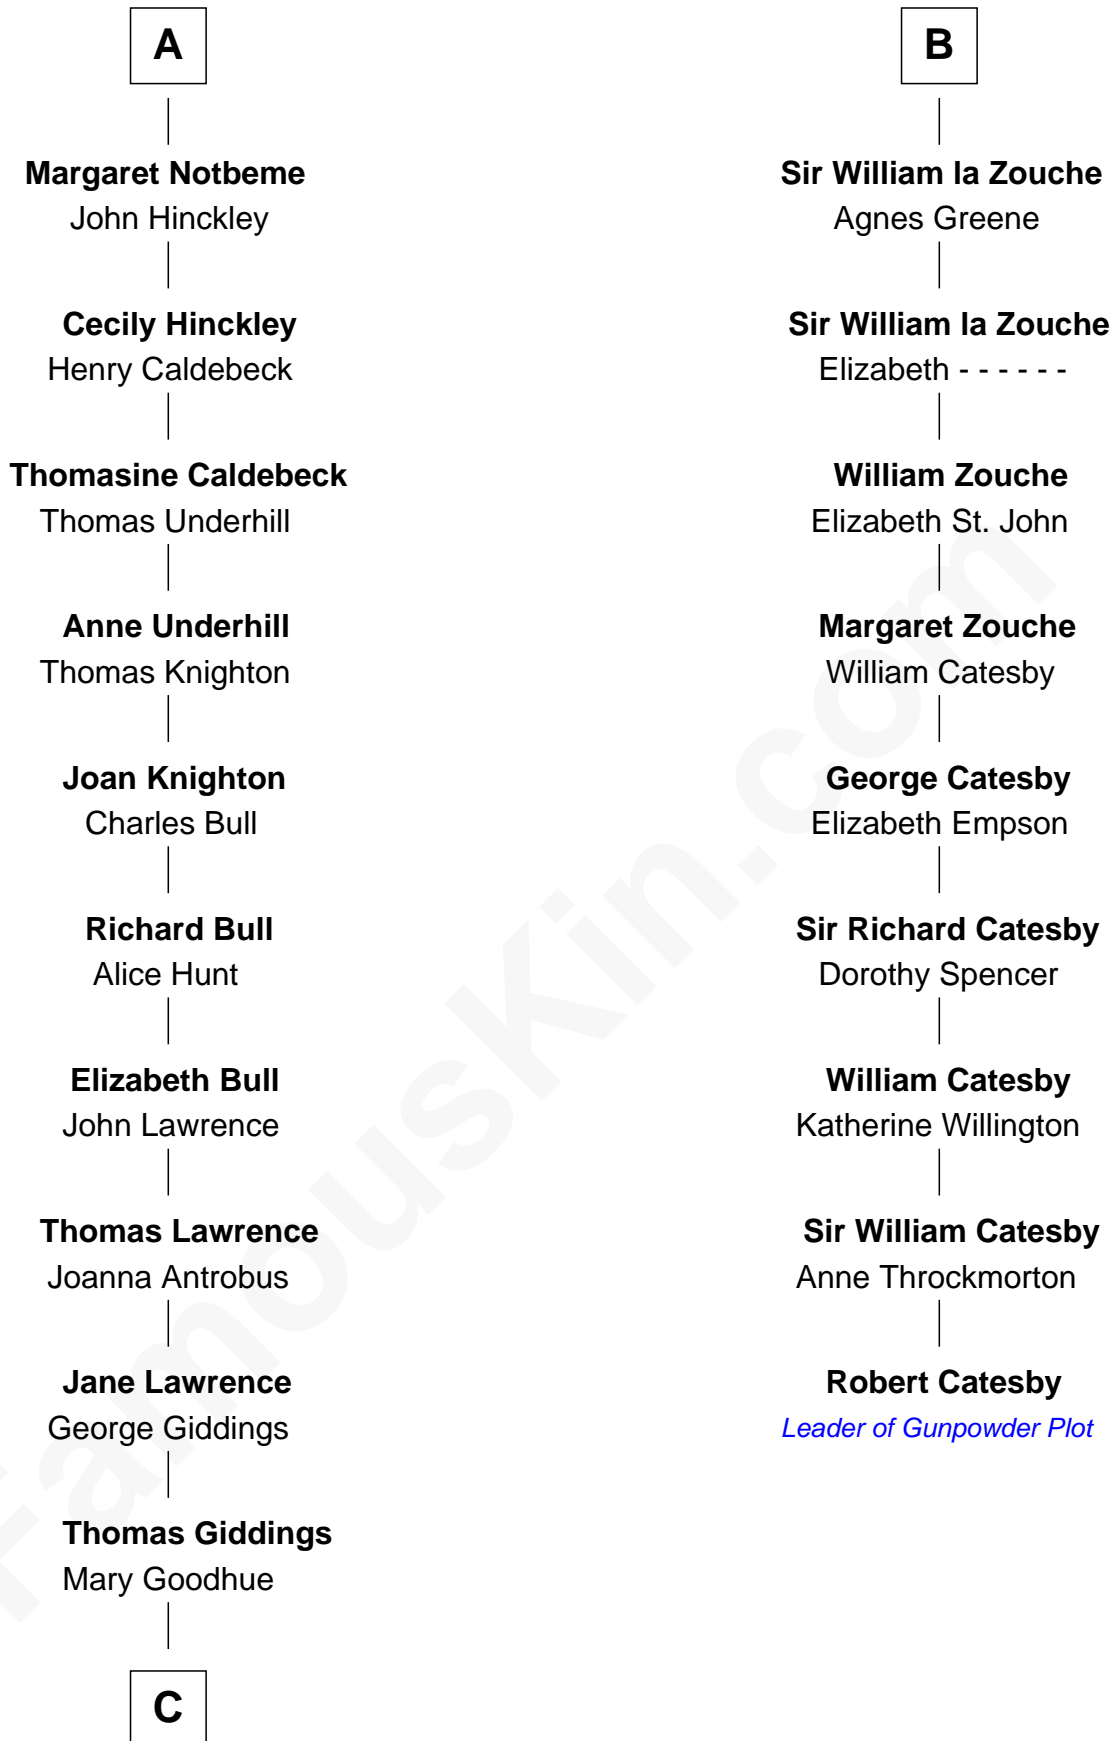 A
Margaret Notbeme
John Hinckley
Cecily Hinckley
Henry Caldebeck
Thomasine Caldebeck
Thomas Underhill
Anne Underhill
Thomas Knighton
Joan Knighton
Charles Bull
Richard Bull
Alice Hunt
Elizabeth Bull
John Lawrence
Thomas Lawrence
Joanna Antrobus
Jane Lawrence
George Giddings
Thomas Giddings
Mary Goodhue
C
B
Sir William la Zouche
Agnes Greene
Sir William la Zouche
Elizabeth - - - - - -
William Zouche
Elizabeth St. John
Margaret Zouche
William Catesby
George Catesby
Elizabeth Empson
Sir Richard Catesby
Dorothy Spencer
William Catesby
Katherine Willington
Sir William Catesby
Anne Throckmorton
Robert Catesby
Leader of Gunpowder Plot
FamousKin.com